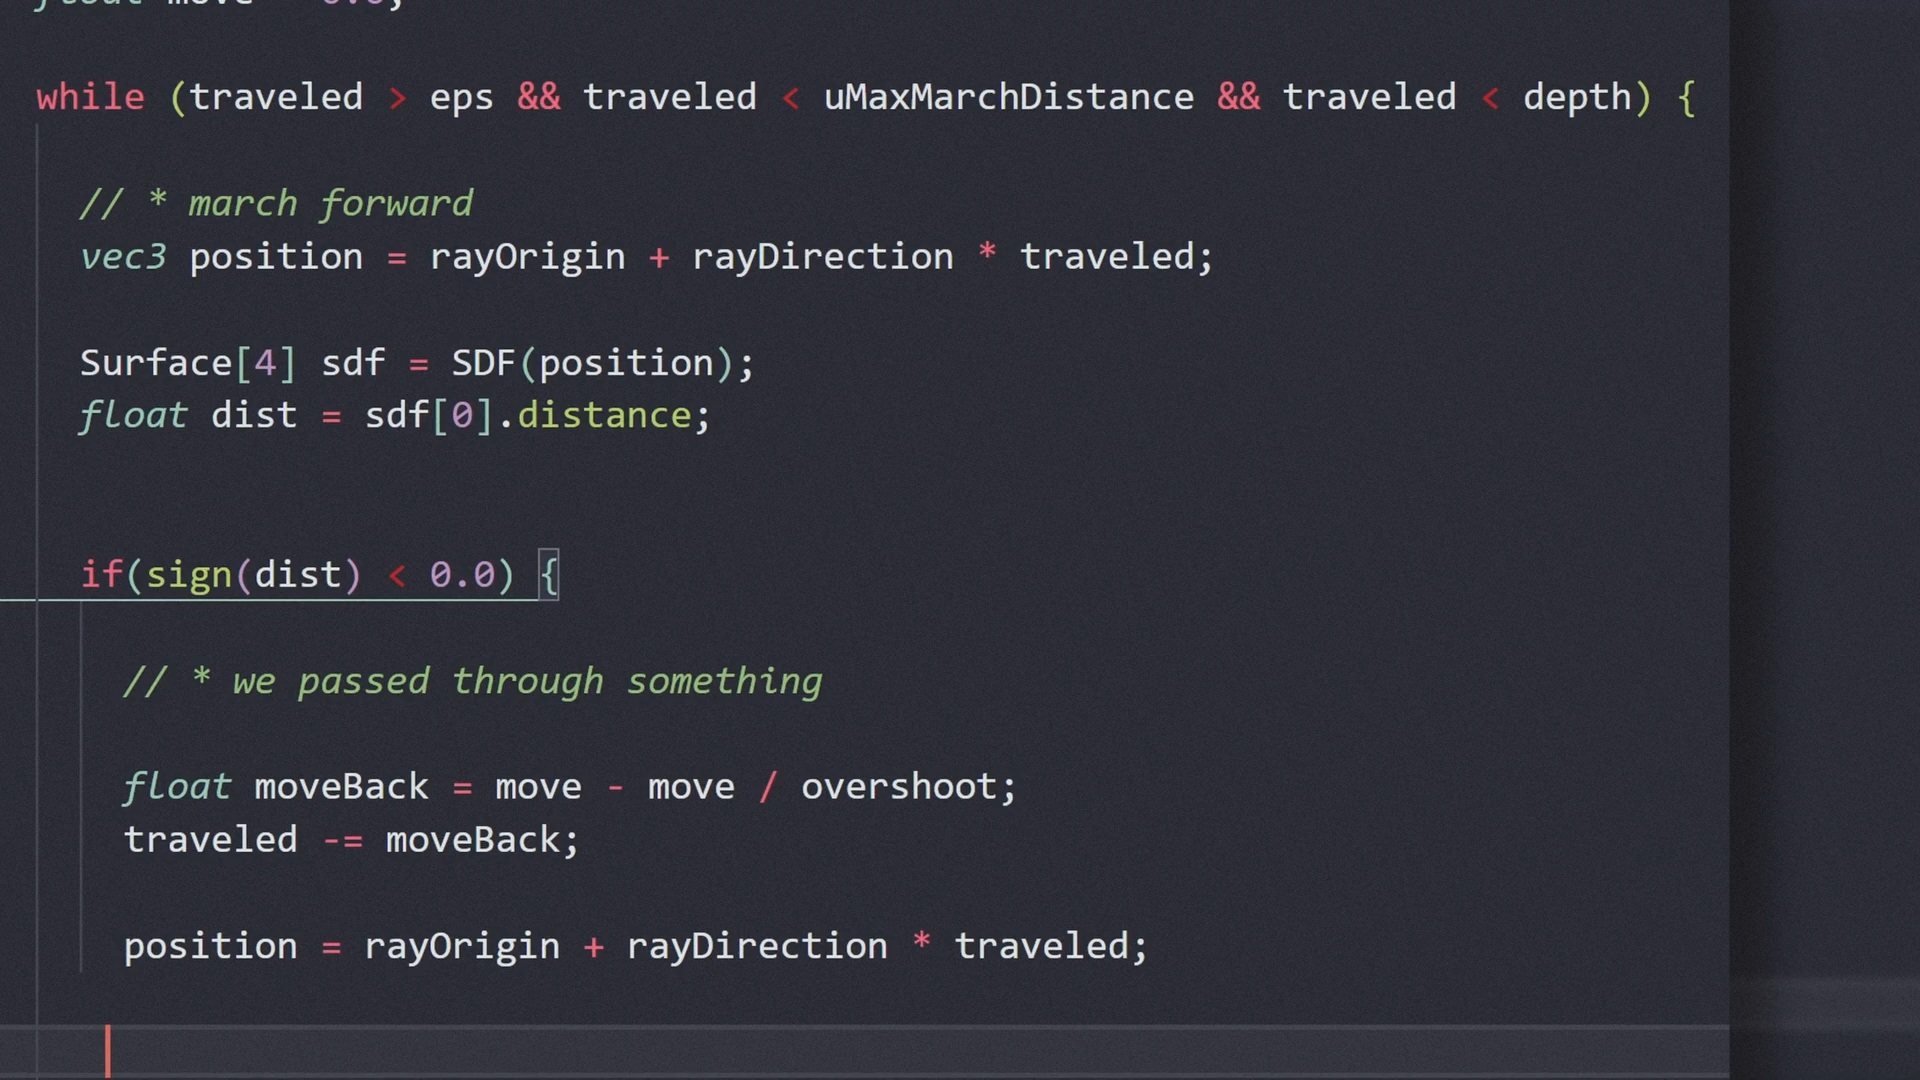 while (traveled > eps && traveled < uMaxMarchDistance && traveled < depth) {
// * march forward
vec3 position = rayOrigin + rayDirection * traveled;
Surface[4] sdf = SDF(position);
float dist = sdf[0].distance;
if(sign(dist) < 0.0) {
// * we passed through something
float moveBack = move - move / overshoot;
traveled -= moveBack;
position = rayOrigin + rayDirection * traveled;